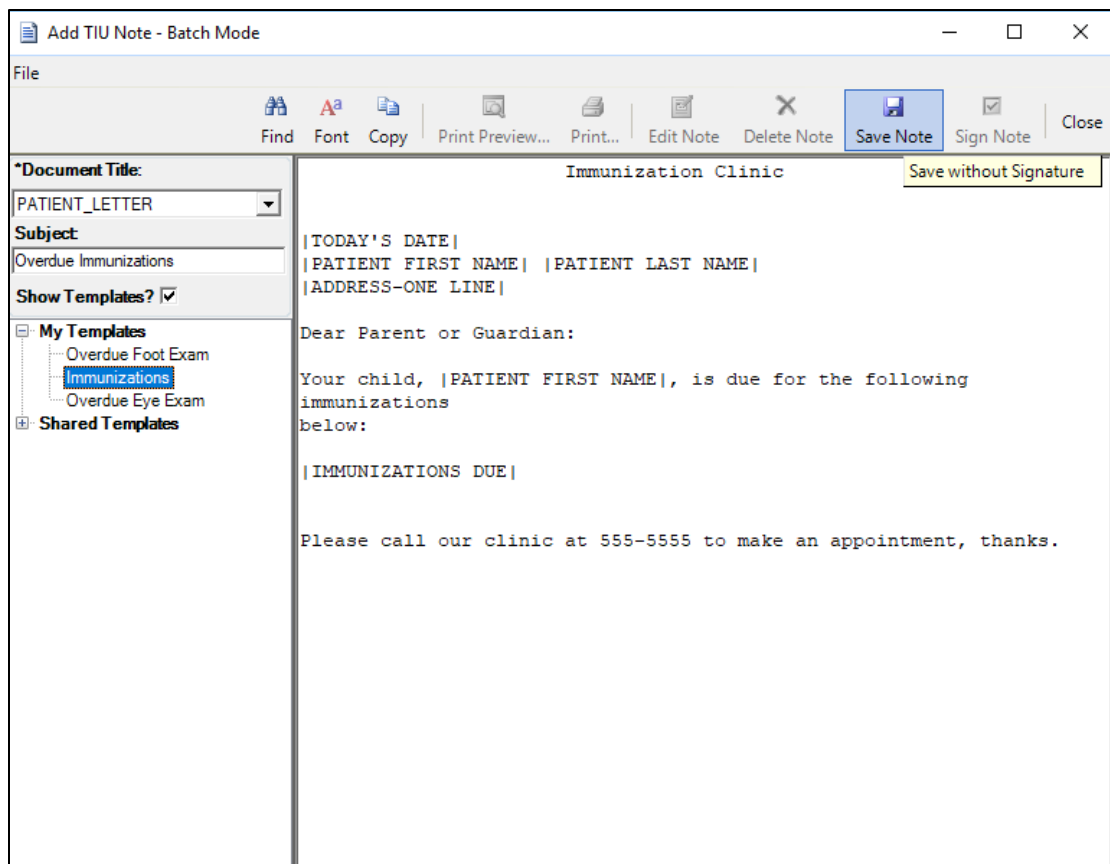 Add TIU Note - Batch Mode
File
Find Font Copy Print Preview... Print... Edit Note Delete Note Save Note Sign Note Close
Save without Signature
*Document Title:
PATIENT_LETTER
Subject:
Overdue Immunizations
Show Templates?
My Templates
Overdue Foot Exam
Immunizations
Overdue Eye Exam
Shared Templates
Immunization Clinic
|TODAY'S DATE|
|PATIENT FIRST NAME| |PATIENT LAST NAME|
|ADDRESS-ONE LINE|
Dear Parent or Guardian:
Your child, |PATIENT FIRST NAME|, is due for the following
immunizations
below:
|IMMUNIZATIONS DUE|
Please call our clinic at 555-5555 to make an appointment, thanks.